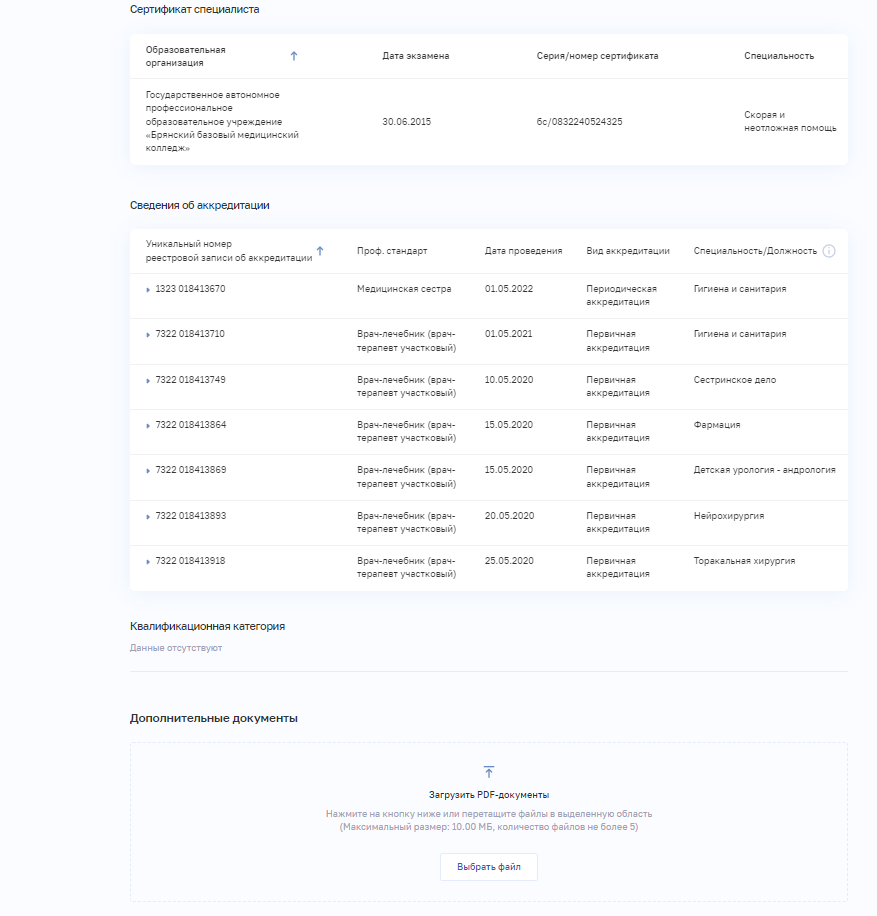 Сертификат специалиста
Образовательная
организация
Дата экзамена
Серия/номер сертификата
Специальность
Государственное автономное
профессиональное
образовательное учреждение
«Брянский базовый медицинский
колледж»
30.06.2015
бс/0832240524325
Скорая и
неотложная помощь
Сведения об аккредитации
Уникальный номер
реестровой записи об аккредитации
Проф. стандарт
Дата проведения
Вид аккредитации
Специальность/Должность
1323 018413670
Медицинская сестра
01.05.2022
Периодическая
аккредитация
Гигиена и санитария
7322 018413710
Врач-лечебник (врач-
терапевт участковый)
01.05.2021
Первичная
аккредитация
Гигиена и санитария
7322 018413749
Врач-лечебник (врач-
терапевт участковый)
10.05.2020
Первичная
аккредитация
Сестринское дело
7322 018413864
Врач-лечебник (врач-
терапевт участковый)
15.05.2020
Первичная
аккредитация
Фармация
7322 018413869
Врач-лечебник (врач-
терапевт участковый)
15.05.2020
Первичная
аккредитация
Детская урология - андрология
7322 018413893
Врач-лечебник (врач-
терапевт участковый)
20.05.2020
Первичная
аккредитация
Нейрохирургия
7322 018413918
Врач-лечебник (врач-
терапевт участковый)
25.05.2020
Первичная
аккредитация
Торакальная хирургия
Квалификационная категория
Данные отсутствуют
Дополнительные документы
Загрузить PDF-документы
Нажмите на кнопку ниже или перетащите файлы в выделенную область
(Максимальный размер: 10.00 МБ, количество файлов не более 5)
Выбрать файл